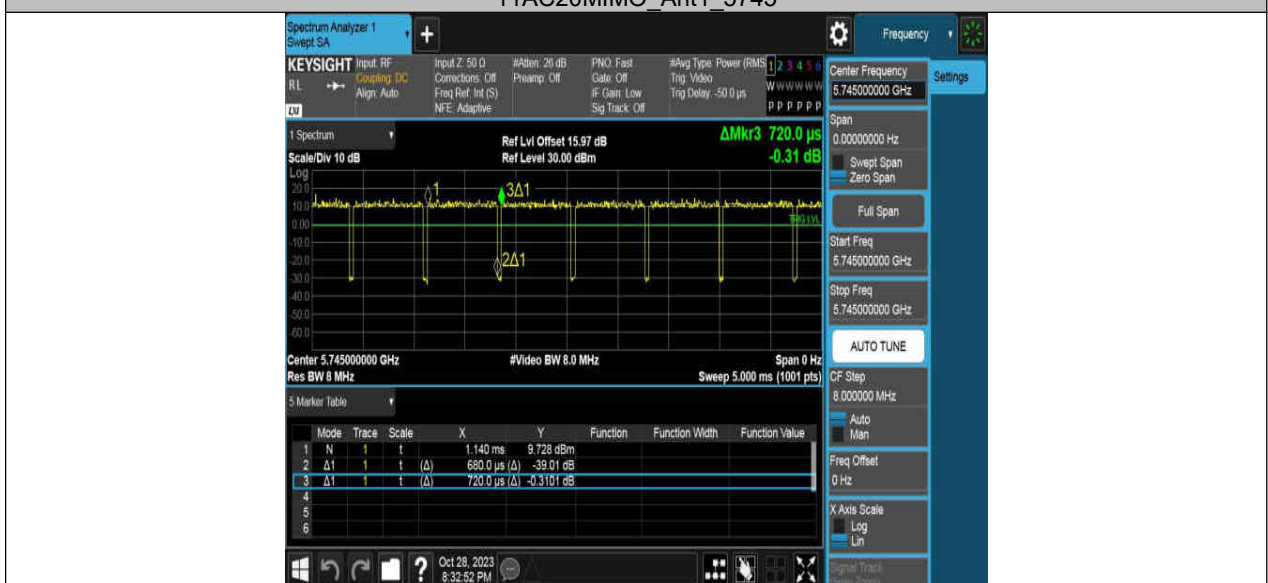 11AC20MIMO_Ant1_5745
Spectrum Analyzer 1
Swept SA
+
Frequency
KEYSIGHT
RL
Input: RF
Coupling: DC
Align: Auto
Input Z: 50 Ω
Corrections: Off
Freq Ref: Int (S)
NFE: Adaptive
#Atten: 26 dB
Preamp: Off
PNO: Fast
Gate: Off
IF Gain: Low
Sig Track: Off
#Avg Type: Power (RMS
Trig: Video
Trig Delay: -50.0 µs
1 2 3 4 5 6
W W W W W W
P P P P P P
Center Frequency
5.745000000 GHz
Settings
Span
0.00000000 Hz
Swept Span
Zero Span
Full Span
Start Freq
5.745000000 GHz
Stop Freq
5.745000000 GHz
AUTO TUNE
CF Step
8.000000 MHz
Auto
Man
Freq Offset
0 Hz
X Axis Scale
Log
Lin
Signal Track
1 Spectrum
Scale/Div 10 dB
Ref Lvl Offset 15.97 dB
Ref Level 30.00 dBm
ΔMkr3 720.0 µs
-0.31 dB
Log
20.0
10.0
0.00
-10.0
-20.0
-30.0
-40.0
-50.0
-60.0
1
3Δ1
2Δ1
TRIG LVL
Center 5.745000000 GHz
Res BW 8 MHz
#Video BW 8.0 MHz
Span 0 Hz
Sweep 5.000 ms (1001 pts)
5 Marker Table
Mode Trace Scale X Y Function Function Width Function Value
1 N 1 t 1.140 ms 9.728 dBm
2 Δ1 1 t (Δ) 680.0 µs (Δ) -39.01 dB
3 Δ1 1 t (Δ) 720.0 µs (Δ) -0.3101 dB
4
5
6
?
Oct 28, 2023
8:32:52 PM